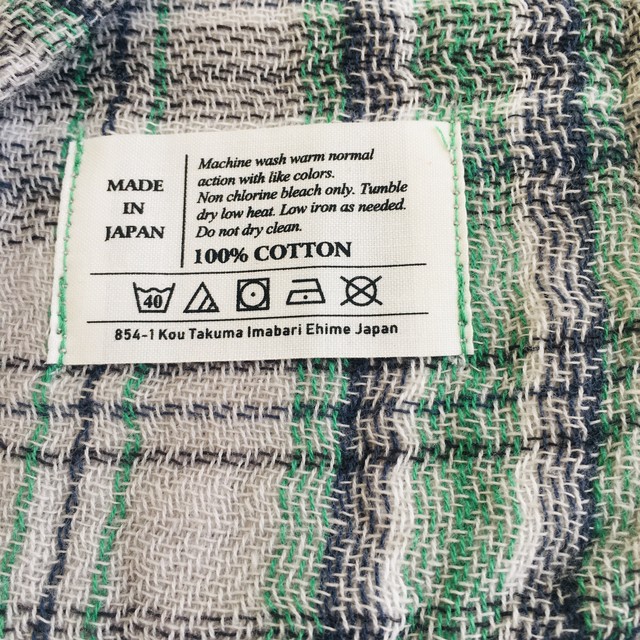 MADE
IN
JAPAN
Machine wash warm normal
action with like colors.
Non chlorine bleach only. Tumble
dry low heat. Low iron as needed.
Do not dry clean.
100% COTTON
40
854-1 Kou Takuma Imabari Ehime Japan